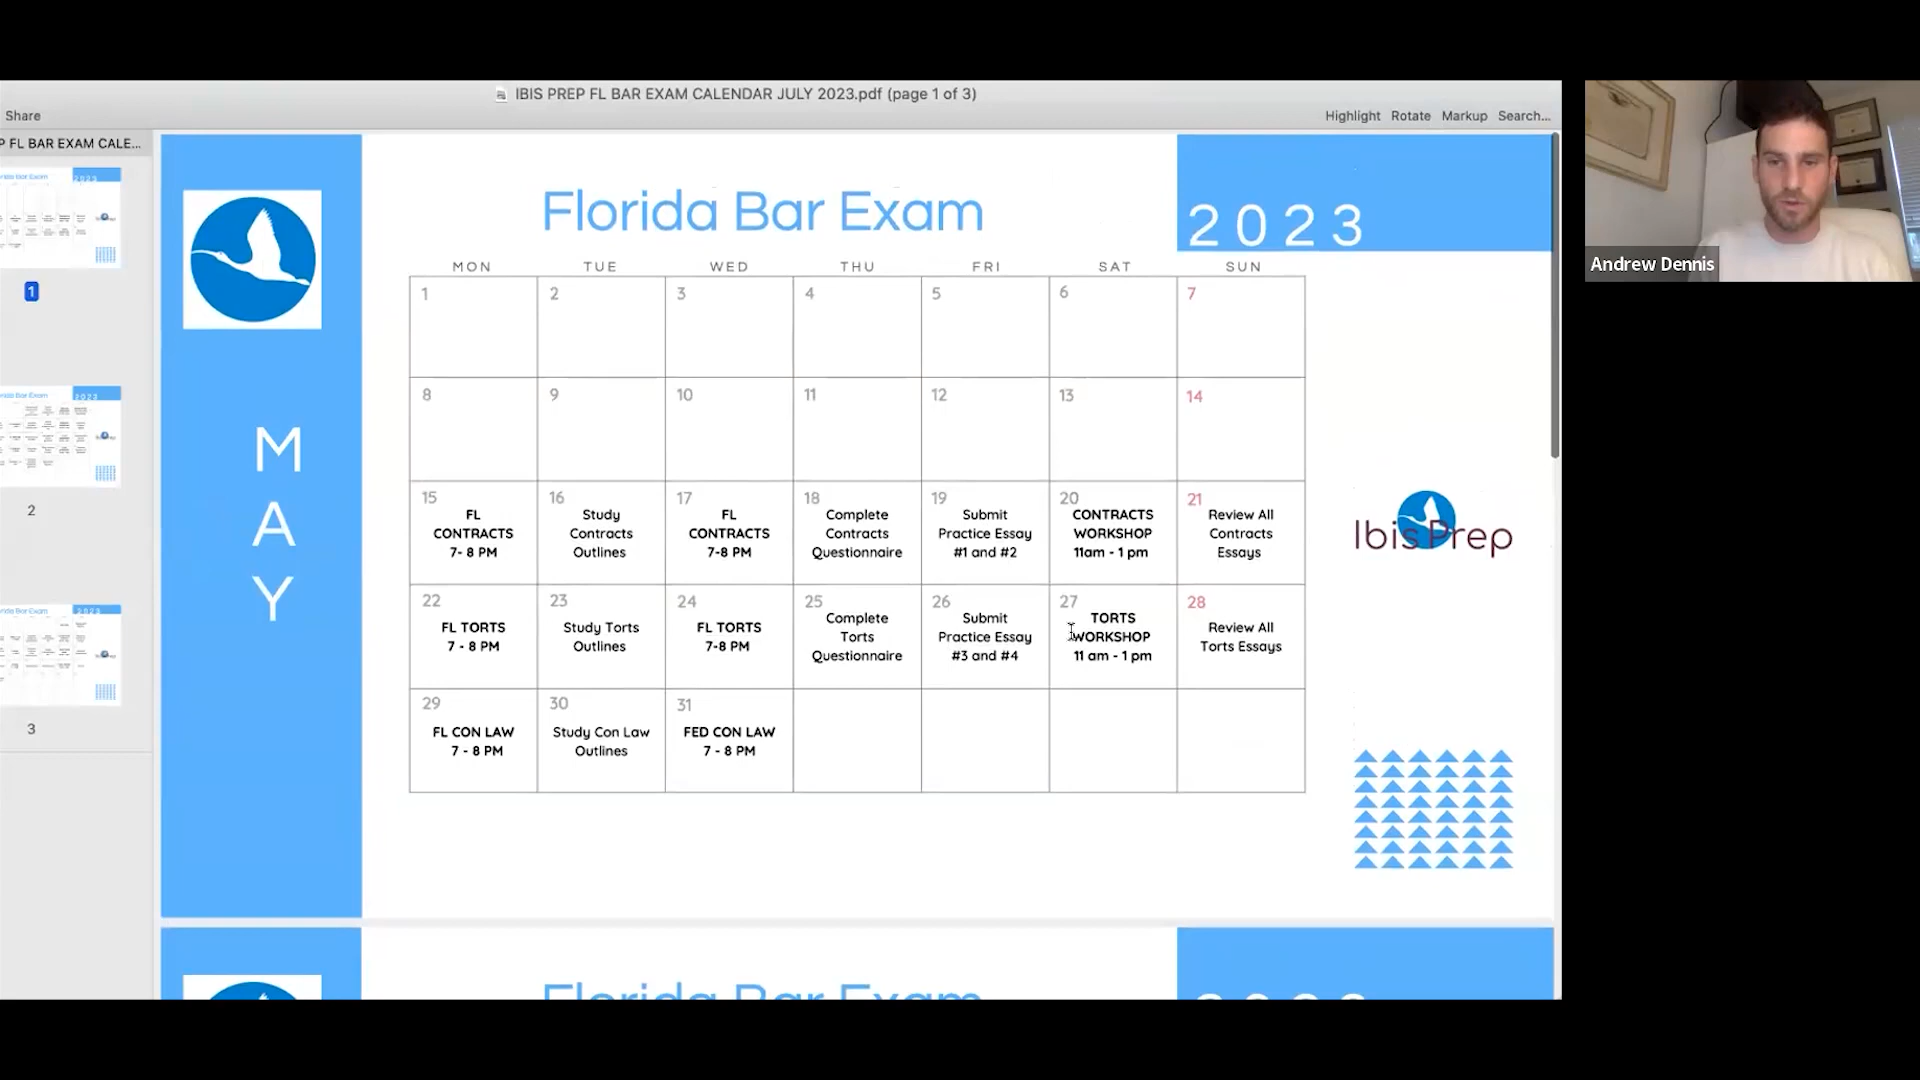 IBIS PREP FL BAR EXAM CALENDAR JULY 2023.pdf (page 1 of 3)
Share
Highlight Rotate Markup Search...
P FL BAR EXAM CALE...
1
2
3
Florida Bar Exam
2023
MAY
MON TUE WED THU FRI SAT SUN
1 2 3 4 5 6 7
8 9 10 11 12 13 14
15
FL
CONTRACTS
7- 8 PM
16
Study
Contracts
Outlines
17
FL
CONTRACTS
7-8 PM
18
Complete
Contracts
Questionnaire
19
Submit
Practice Essay
#1 and #2
20
CONTRACTS
WORKSHOP
11am - 1 pm
21
Review All
Contracts
Essays
22
FL TORTS
7 - 8 PM
23
Study Torts
Outlines
24
FL TORTS
7-8 PM
25
Complete
Torts
Questionnaire
26
Submit
Practice Essay
#3 and #4
27
TORTS
WORKSHOP
11 am - 1 pm
28
Review All
Torts Essays
29
FL CON LAW
7 - 8 PM
30
Study Con Law
Outlines
31
FED CON LAW
7 - 8 PM
Ibis Prep
Florida Bar Exam
2023
Andrew Dennis